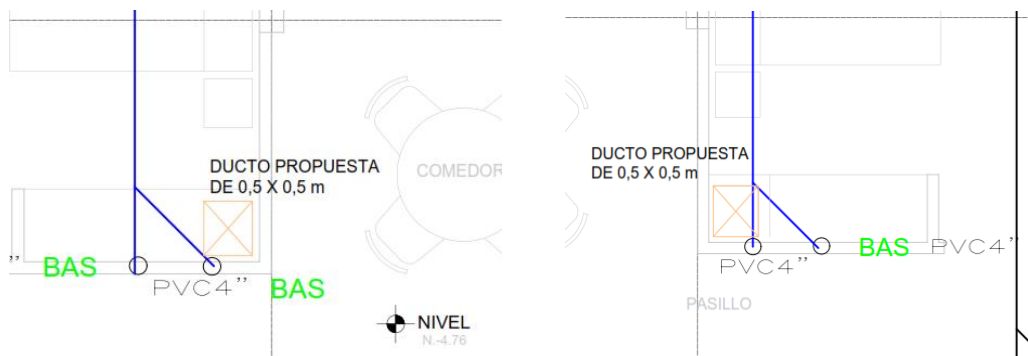 DUCTO PROPUESTA
DE 0,5 X 0,5 m
COMEDOR
" BAS
PVC4"
BAS
NIVEL
N.-4.76
DUCTO PROPUESTA
DE 0,5 X 0,5 m
BAS PVC4"
PVC4"
PASILLO